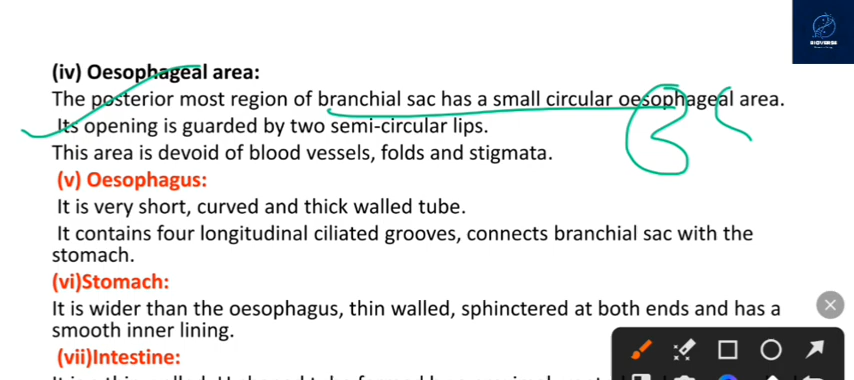 BIOVERSE
(iv) Oesophageal area:
The posterior most region of branchial sac has a small circular oesophageal area.
Its opening is guarded by two semi-circular lips.
This area is devoid of blood vessels, folds and stigmata.
(v) Oesophagus:
It is very short, curved and thick walled tube.
It contains four longitudinal ciliated grooves, connects branchial sac with the
stomach.
(vi)Stomach:
It is wider than the oesophagus, thin walled, sphinctered at both ends and has a
smooth inner lining.
(vii)Intestine: